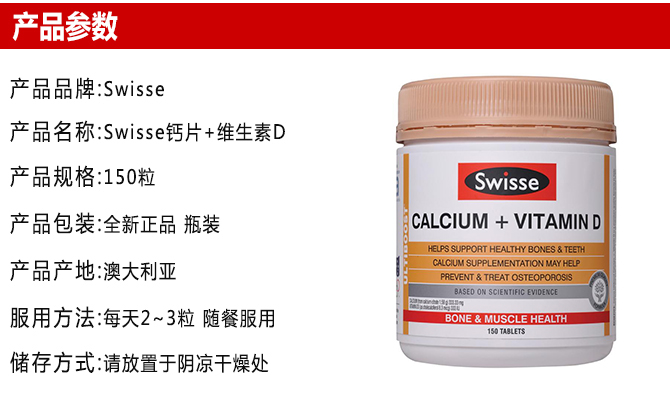 产品参数
产品品牌:Swisse
产品名称:Swisse钙片+维生素D
产品规格:150粒
产品包装:全新正品 瓶装
产品产地:澳大利亚
服用方法:每天2~3粒 随餐服用
储存方式:请放置于阴凉干燥处
Swisse
CALCIUM + VITAMIN D
HELPS SUPPORT HEALTHY BONES & TEETH
CALCIUM SUPPLEMENTATION MAY HELP
PREVENT & TREAT OSTEOPOROSIS
BASED ON SCIENTIFIC EVIDENCE
BONE & MUSCLE HEALTH
150 TABLETS